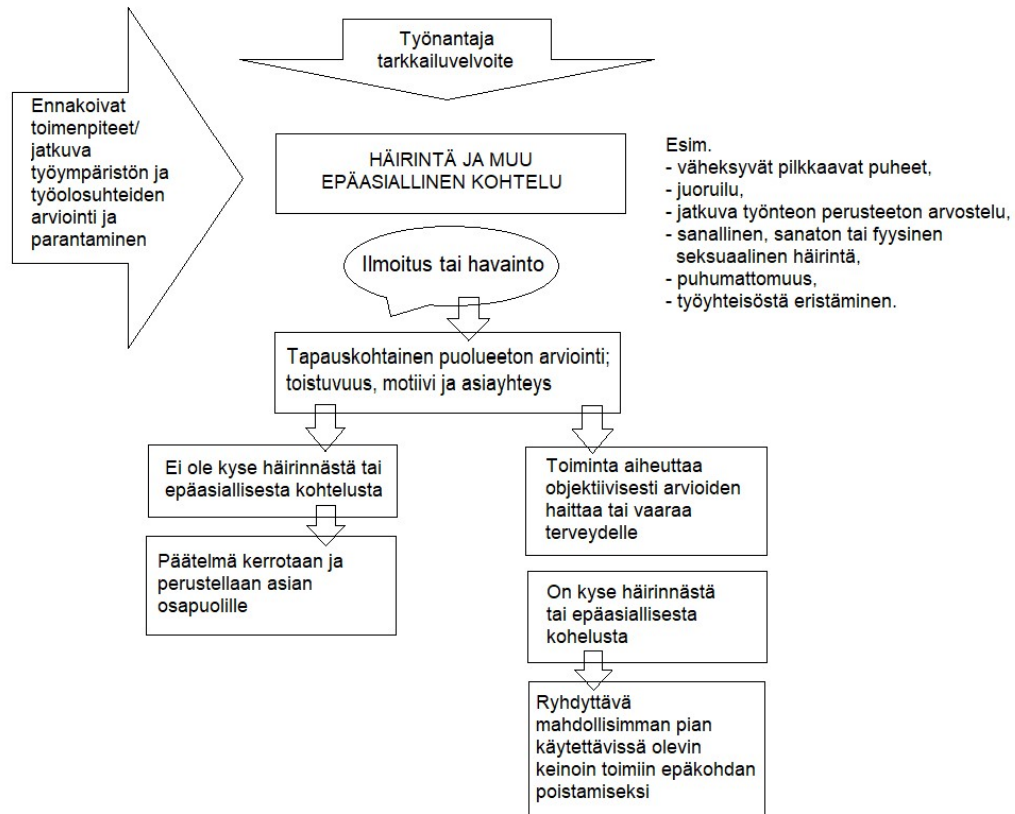 Työnantaja
tarkkailuvelvoite
Ennakoivat
toimenpiteet/
jatkuva
työympäristön ja
työolosuhteiden
arviointi ja
parantaminen
HÄIRINTÄ JA MUU
EPÄASIALLINEN KOHTELU
Esim.
- väheksyvät pilkkaavat puheet,
- juoruilu,
- jatkuva työnteon perusteeton arvostelu,
- sanallinen, sanaton tai fyysinen
seksuaalinen häirintä,
- puhumattomuus,
- työyhteisöstä eristäminen.
Ilmoitus tai havainto
Tapauskohtainen puolueeton arviointi;
toistuvuus, motiivi ja asiayhteys
Ei ole kyse häirinnästä tai
epäasiallisesta kohtelusta
Päätelmä kerrotaan ja
perustellaan asian
osapuolille
Toiminta aiheuttaa
objektiivisesti arvioiden
haittaa tai vaaraa
terveydelle
On kyse häirinnästä
tai epäasiallisesta
kohelusta
Ryhdyttävä
mahdollisimman pian
käytettävissä olevin
keinoin toimiin epäkohdan
poistamiseksi